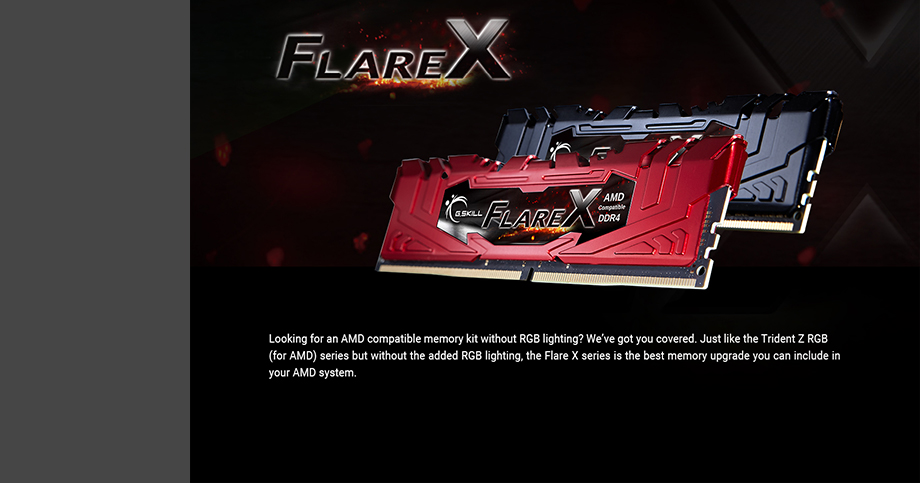 FLARE X
G.SKILL FLARE X AMD Compatible DDR4
Looking for an AMD compatible memory kit without RGB lighting? We've got you covered. Just like the Trident Z RGB
(for AMD) series but without the added RGB lighting, the Flare X series is the best memory upgrade you can include in
your AMD system.